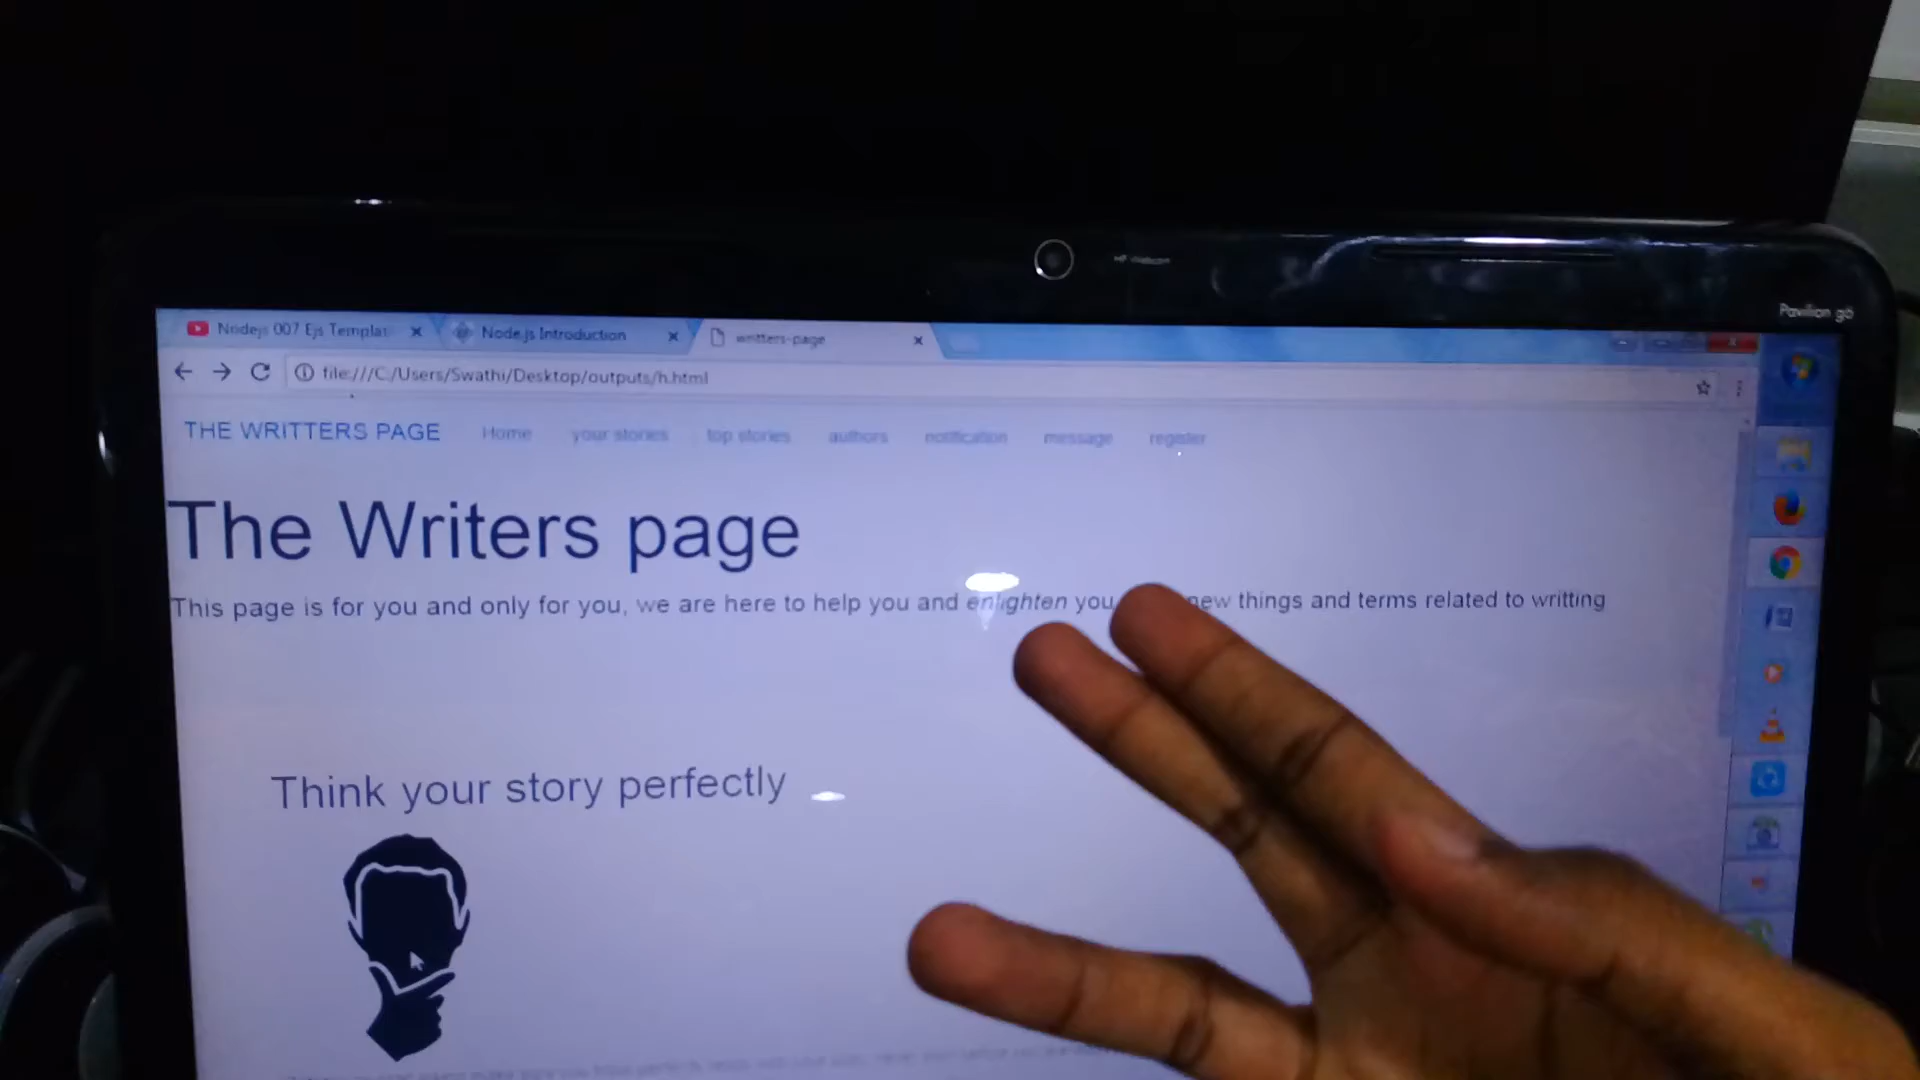 Pavilion g6
Nodejs 007 Ejs Templat
Node.js Introduction
writters-page
file:///C:/Users/Swathi/Desktop/outputs/h.html
THE WRITTERS PAGE Home your stories top stories authors notification message register
The Writers page
This page is for you and only for you, we are here to help you and enlighten you new things and terms related to writting
Think your story perfectly